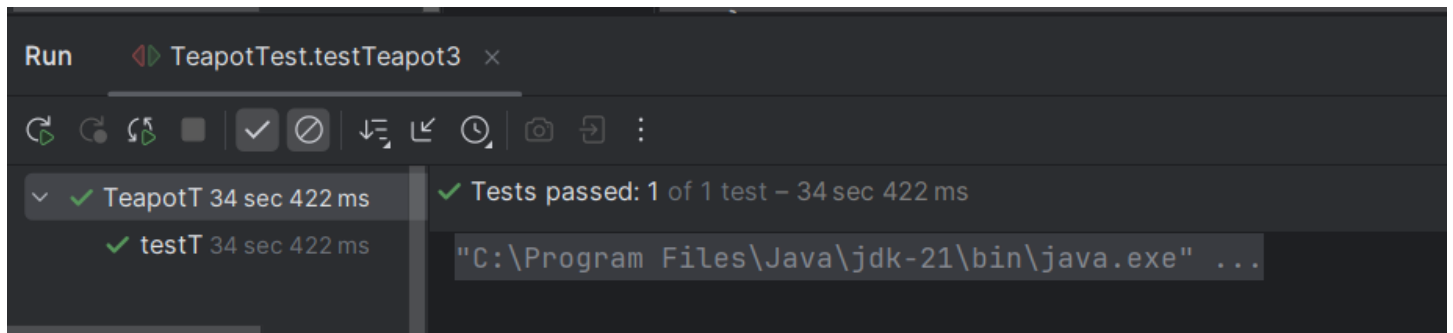 Run TeapotTest.testTeapot3
TeapotT 34 sec 422 ms
testT 34 sec 422 ms
Tests passed: 1 of 1 test – 34 sec 422 ms
"C:\Program Files\Java\jdk-21\bin\java.exe" ...